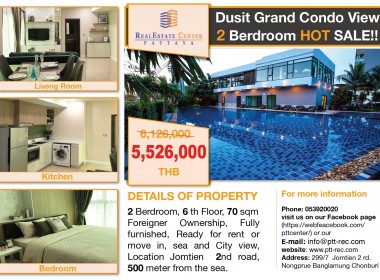 Dusit Grand Condo View
2 Berdroom HOT SALE!!
REALESTATE CENTER
PATTAYA
Liveng Room
6,126,000
5,526,000
THB
Kitchen
DETAILS OF PROPERTY
2 Berdroom, 6 th Floor, 70 sqm
Foreigner Ownership, Fully
furnished, Ready for rent or
move in, sea and City view,
Location Jomtien 2nd road,
500 meter from the sea.
For more information
Phone: 053920020
visit us on our Facebook page
(https://webfeacebook.com/
pttcenter/) or our
E-mail: info@ptt-rec.com
website: www.ptt-rec.com
Address: 299/7 Jomtien 2 rd.
Nongprue Banglamung Chonburi
Bedroom